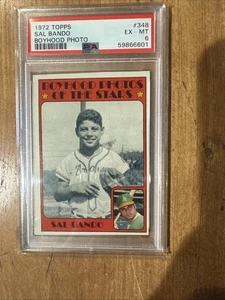 1972 TOPPS #348
SAL BANDO EX - MT
BOYHOOD PHOTO PSA 6
59866601
BOYHOOD PHOTOS
OF THE STARS
SAL BANDO